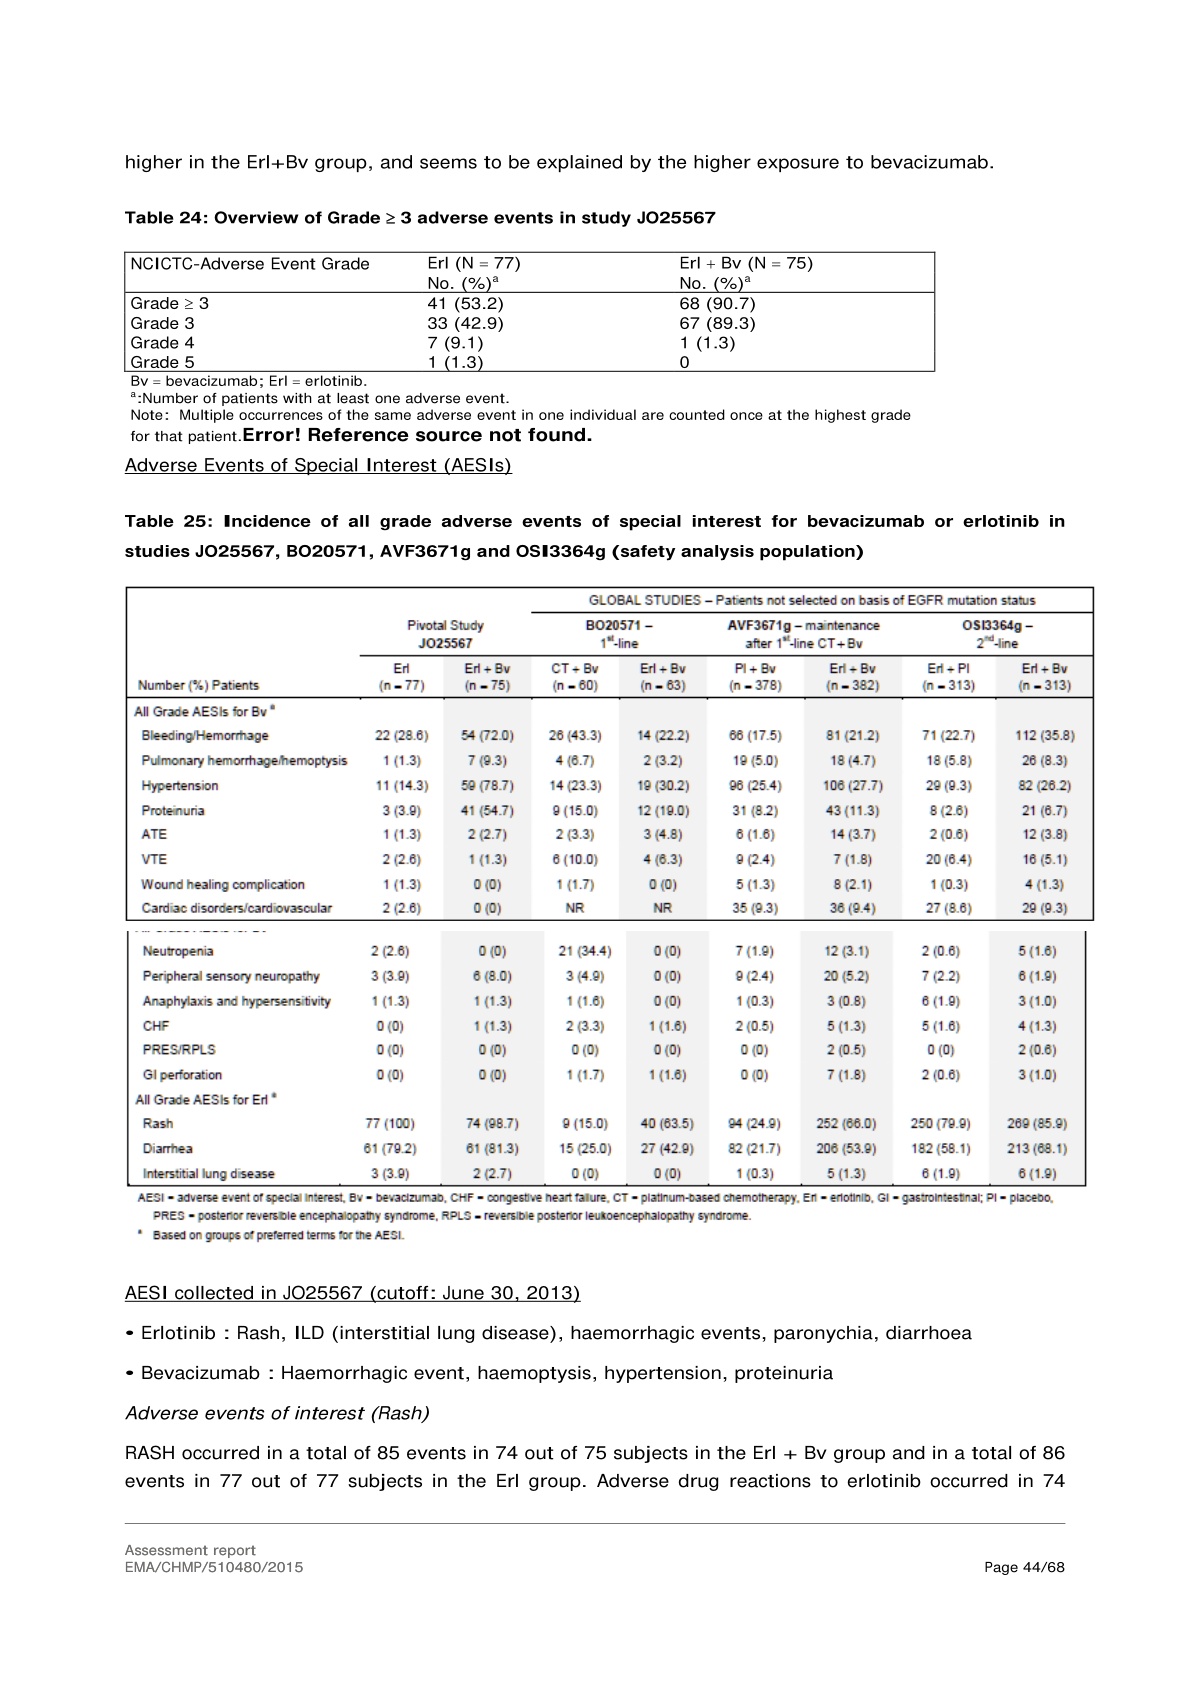 higher in the Erl+Bv group, and seems to be explained by the higher exposure to bevacizumab.
Table 24: Overview of Grade ≥ 3 adverse events in study JO25567
NCICTC-Adverse Event Grade Erl (N = 77) Erl + Bv (N = 75)
No. (%)a No. (%)a
Grade ≥ 3 41 (53.2) 68 (90.7)
Grade 3 33 (42.9) 67 (89.3)
Grade 4 7 (9.1) 1 (1.3)
Grade 5 1 (1.3) 0
Bv = bevacizumab; Erl = erlotinib.
a:Number of patients with at least one adverse event.
Note: Multiple occurrences of the same adverse event in one individual are counted once at the highest grade
for that patient.Error! Reference source not found.
Adverse Events of Special Interest (AESIs)
Table 25: Incidence of all grade adverse events of special interest for bevacizumab or erlotinib in
studies JO25567, BO20571, AVF3671g and OSI3364g (safety analysis population)
GLOBAL STUDIES – Patients not selected on basis of EGFR mutation status
Pivotal Study BO20571 – AVF3671g – maintenance OSI3364g –
JO25567 1st-line after 1st-line CT+Bv 2nd-line
Erl Erl + Bv CT + Bv Erl + Bv Pl + Bv Erl + Bv Erl + Pl Erl + Bv
Number (%) Patients (n = 77) (n = 75) (n = 60) (n = 63) (n = 378) (n = 382) (n = 313) (n = 313)
All Grade AESIs for Bv a
Bleeding/Hemorrhage 22 (28.6) 54 (72.0) 26 (43.3) 14 (22.2) 66 (17.5) 81 (21.2) 71 (22.7) 112 (35.8)
Pulmonary hemorrhage/hemoptysis 1 (1.3) 7 (9.3) 4 (6.7) 2 (3.2) 19 (5.0) 18 (4.7) 18 (5.8) 26 (8.3)
Hypertension 11 (14.3) 59 (78.7) 14 (23.3) 19 (30.2) 96 (25.4) 106 (27.7) 29 (9.3) 82 (26.2)
Proteinuria 3 (3.9) 41 (54.7) 9 (15.0) 12 (19.0) 31 (8.2) 43 (11.3) 8 (2.6) 21 (6.7)
ATE 1 (1.3) 2 (2.7) 2 (3.3) 3 (4.8) 6 (1.6) 14 (3.7) 2 (0.6) 12 (3.8)
VTE 2 (2.6) 1 (1.3) 6 (10.0) 4 (6.3) 9 (2.4) 7 (1.8) 20 (6.4) 16 (5.1)
Wound healing complication 1 (1.3) 0 (0) 1 (1.7) 0 (0) 5 (1.3) 8 (2.1) 1 (0.3) 4 (1.3)
Cardiac disorders/cardiovascular 2 (2.6) 0 (0) NR NR 35 (9.3) 36 (9.4) 27 (8.6) 29 (9.3)
Neutropenia 2 (2.6) 0 (0) 21 (34.4) 0 (0) 7 (1.9) 12 (3.1) 2 (0.6) 5 (1.6)
Peripheral sensory neuropathy 3 (3.9) 6 (8.0) 3 (4.9) 0 (0) 9 (2.4) 20 (5.2) 7 (2.2) 6 (1.9)
Anaphylaxis and hypersensitivity 1 (1.3) 1 (1.3) 1 (1.6) 0 (0) 1 (0.3) 3 (0.8) 6 (1.9) 3 (1.0)
CHF 0 (0) 1 (1.3) 2 (3.3) 1 (1.6) 2 (0.5) 5 (1.3) 5 (1.6) 4 (1.3)
PRES/RPLS 0 (0) 0 (0) 0 (0) 0 (0) 0 (0) 2 (0.5) 0 (0) 2 (0.6)
GI perforation 0 (0) 0 (0) 1 (1.7) 1 (1.6) 0 (0) 7 (1.8) 2 (0.6) 3 (1.0)
All Grade AESIs for Erl a
Rash 77 (100) 74 (98.7) 9 (15.0) 40 (63.5) 94 (24.9) 252 (66.0) 250 (79.9) 269 (85.9)
Diarrhea 61 (79.2) 61 (81.3) 15 (25.0) 27 (42.9) 82 (21.7) 206 (53.9) 182 (58.1) 213 (68.1)
Interstitial lung disease 3 (3.9) 2 (2.7) 0 (0) 0 (0) 1 (0.3) 5 (1.3) 6 (1.9) 6 (1.9)
AESI = adverse event of special interest, Bv = bevacizumab, CHF = congestive heart failure, CT = platinum-based chemotherapy, Erl = erlotinib, GI = gastrointestinal; Pl = placebo,
PRES = posterior reversible encephalopathy syndrome, RPLS = reversible posterior leukoencephalopathy syndrome.
a Based on groups of preferred terms for the AESI.
AESI collected in JO25567 (cutoff: June 30, 2013)
• Erlotinib : Rash, ILD (interstitial lung disease), haemorrhagic events, paronychia, diarrhoea
• Bevacizumab : Haemorrhagic event, haemoptysis, hypertension, proteinuria
Adverse events of interest (Rash)
RASH occurred in a total of 85 events in 74 out of 75 subjects in the Erl + Bv group and in a total of 86
events in 77 out of 77 subjects in the Erl group. Adverse drug reactions to erlotinib occurred in 74
Assessment report
EMA/CHMP/510480/2015 Page 44/68